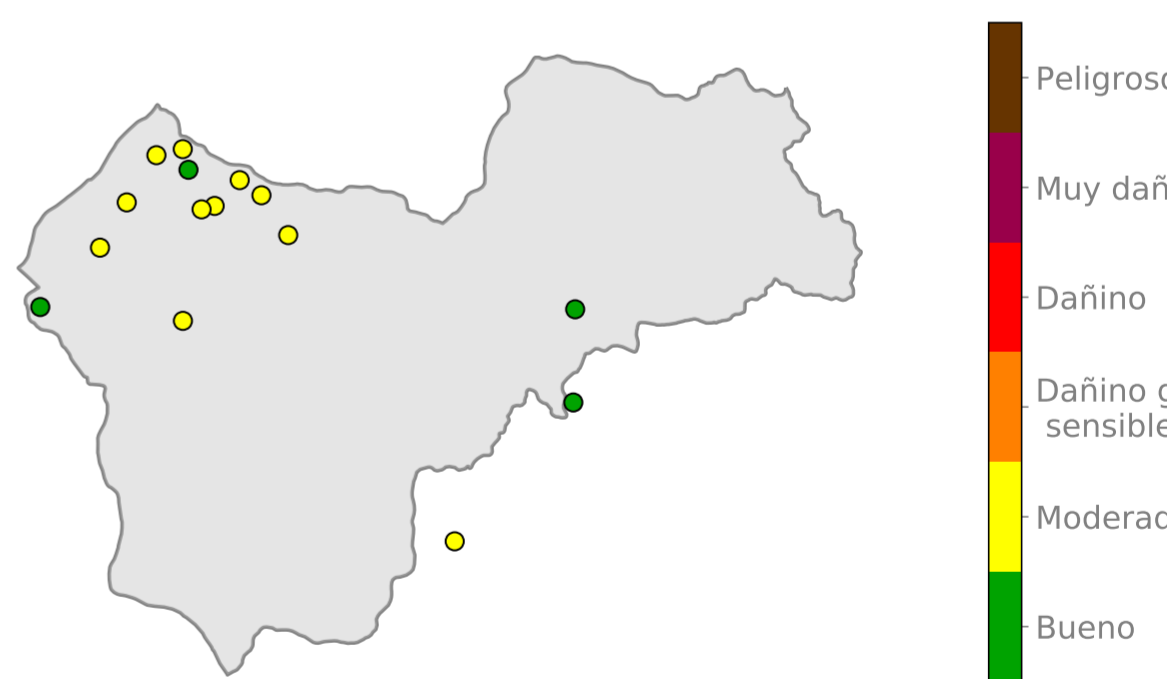 Peligroso
Muy dañ
Dañino
Dañino g
sensible
Moderad
Bueno